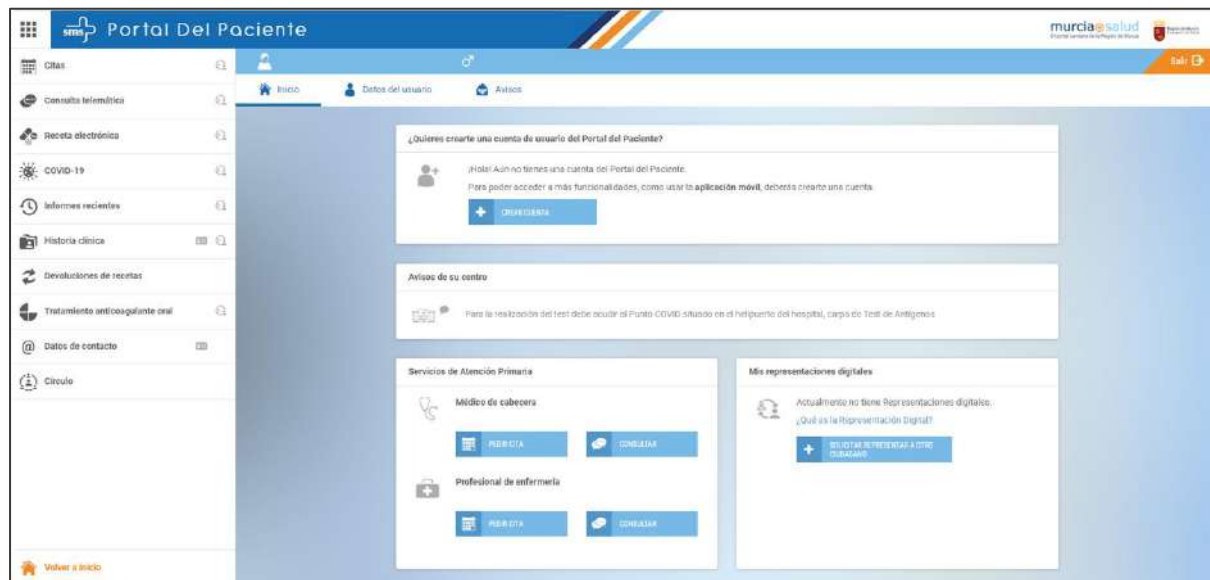 sms Portal Del Paciente
murcia salud
Salir
Citas
Consulta telemática
Receta electrónica
COVID-19
Informes recientes
Historia clínica
Devoluciones de recetas
Tratamiento anticoagulante oral
Datos de contacto
Círculo
Volver a inicio
Inicio
Datos del usuario
Avisos
¿Quieres crearte una cuenta de usuario del Portal del Paciente?
¡Hola! Aún no tienes una cuenta del Portal del Paciente.
Para poder acceder a más funcionalidades, como usar la aplicación móvil, deberás crearte una cuenta.
CREAR CUENTA
Avisos de su centro
Para la realización del test debe acudir al Punto COVID situado en el helipuerto del hospital, carpa de Test de Antígenos
Servicios de Atención Primaria
Médico de cabecera
PEDIR CITA
CONSULTAR
Profesional de enfermería
PEDIR CITA
CONSULTAR
Mis representaciones digitales
Actualmente no tiene Representaciones digitales.
¿Qué es la Representación Digital?
SOLICITAR REPRESENTAR A OTRO
CIUDADANO